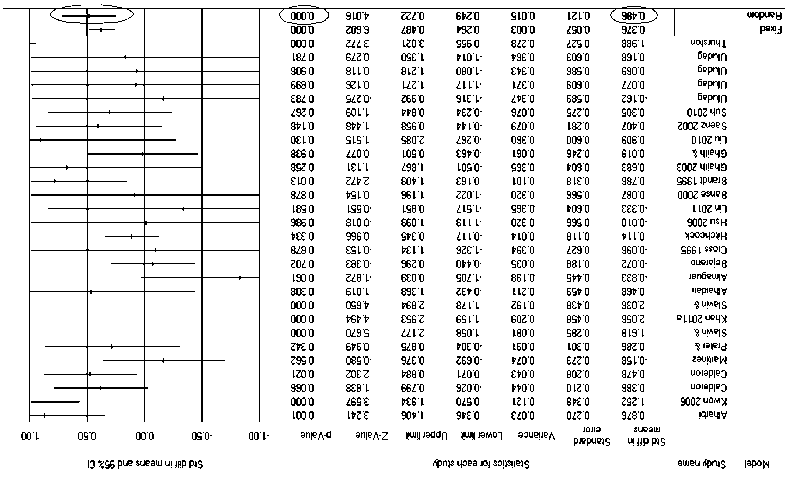 Model Study name Statistics for each study Std diff in means and 95% CI
Std diff in means Standard error Variance Lower limit Upper limit Z-Value p-Value
-1.00 -0.50 0.00 0.50 1.00
Alharbi 0.876 0.270 0.073 0.346 1.406 3.241 0.001
Kwon 2006 1.252 0.348 0.121 0.570 1.934 3.597 0.000
Calderon 0.386 0.210 0.044 -0.026 0.799 1.838 0.066
Calderon 0.478 0.208 0.043 0.071 0.884 2.302 0.021
Martinez -0.158 0.273 0.074 -0.692 0.376 -0.580 0.562
Prater & 0.286 0.301 0.091 -0.304 0.875 0.949 0.342
Slavin & 1.618 0.285 0.081 1.058 2.177 5.670 0.000
Khan 2011a 2.056 0.458 0.209 1.159 2.953 4.494 0.000
Slavin & 2.036 0.438 0.192 1.178 2.894 4.650 0.000
Alhaidari 0.468 0.459 0.211 -0.432 1.368 1.019 0.308
Almaguer -0.833 0.445 0.198 -1.705 0.039 -1.872 0.061
Bejarano -0.072 0.188 0.035 -0.440 0.296 -0.383 0.702
1995 -0.096 0.627 0.394 -1.326 1.134 -0.153 0.878
Hitchcock 0.114 0.118 0.014 -0.117 0.345 0.966 0.334
Hsu 2006 -0.010 0.566 0.320 -1.119 1.099 -0.018 0.986
Lin 2011 -0.333 0.604 0.365 -1.517 0.851 -0.551 0.581
Banse 2000 0.087 0.566 0.320 -1.022 1.196 0.154 0.878
Brandt 1995 0.786 0.318 0.101 0.163 1.409 2.472 0.013
Ghaith 2003 0.683 0.604 0.365 -0.501 1.867 1.131 0.258
Ghaith & 0.019 0.246 0.061 -0.463 0.501 0.077 0.938
Liu 2010 0.909 0.600 0.360 -0.267 2.085 1.515 0.130
Saenz 2002 0.407 0.281 0.079 -0.144 0.958 1.448 0.148
Suh 2010 0.305 0.275 0.076 -0.234 0.844 1.109 0.267
Uludag -0.162 0.589 0.347 -1.316 0.992 -0.275 0.783
Uludag 0.077 0.609 0.371 -1.117 1.271 0.126 0.899
Uludag 0.069 0.586 0.343 -1.080 1.218 0.118 0.906
Uludag 0.168 0.603 0.364 -1.014 1.350 0.279 0.781
Thurston 1.988 0.527 0.278 0.955 3.021 3.772 0.000
Fixed 0.376 0.057 0.003 0.264 0.487 6.602 0.000
Random 0.486 0.121 0.015 0.249 0.722 4.016 0.000